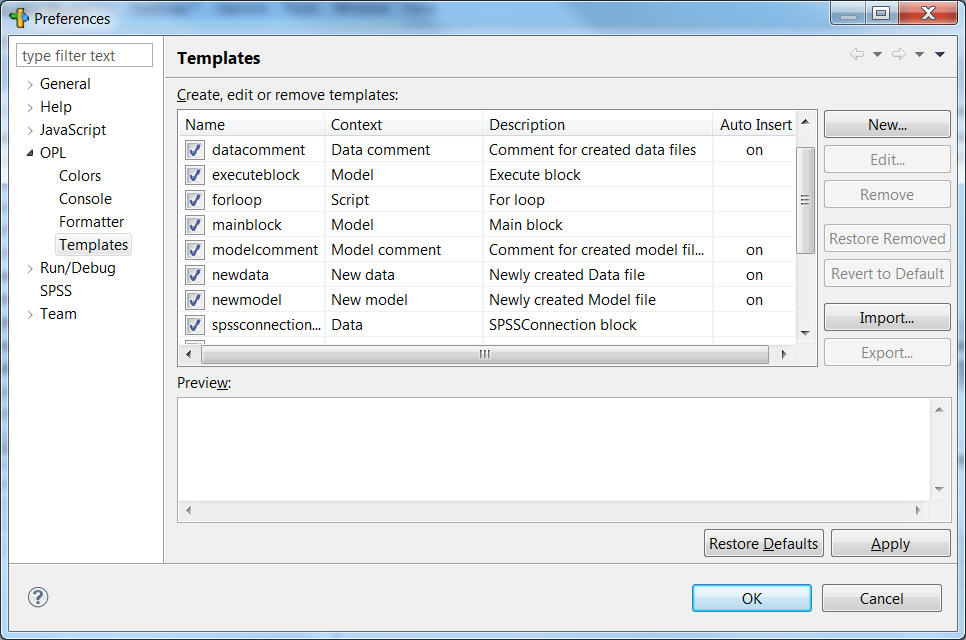 Preferences
type filter text
General
Help
JavaScript
OPL
Colors
Console
Formatter
Templates
Run/Debug
SPSS
Team
Templates
Create, edit or remove templates:
Name Context Description Auto Insert
datacomment Data comment Comment for created data files on
executeblock Model Execute block
forloop Script For loop
mainblock Model Main block
modelcomment Model comment Comment for created model fil... on
newdata New data Newly created Data file on
newmodel New model Newly created Model file on
spssconnection... Data SPSSConnection block
New...
Edit...
Remove
Restore Removed
Revert to Default
Import...
Export...
Preview:
Restore Defaults Apply
?
OK Cancel